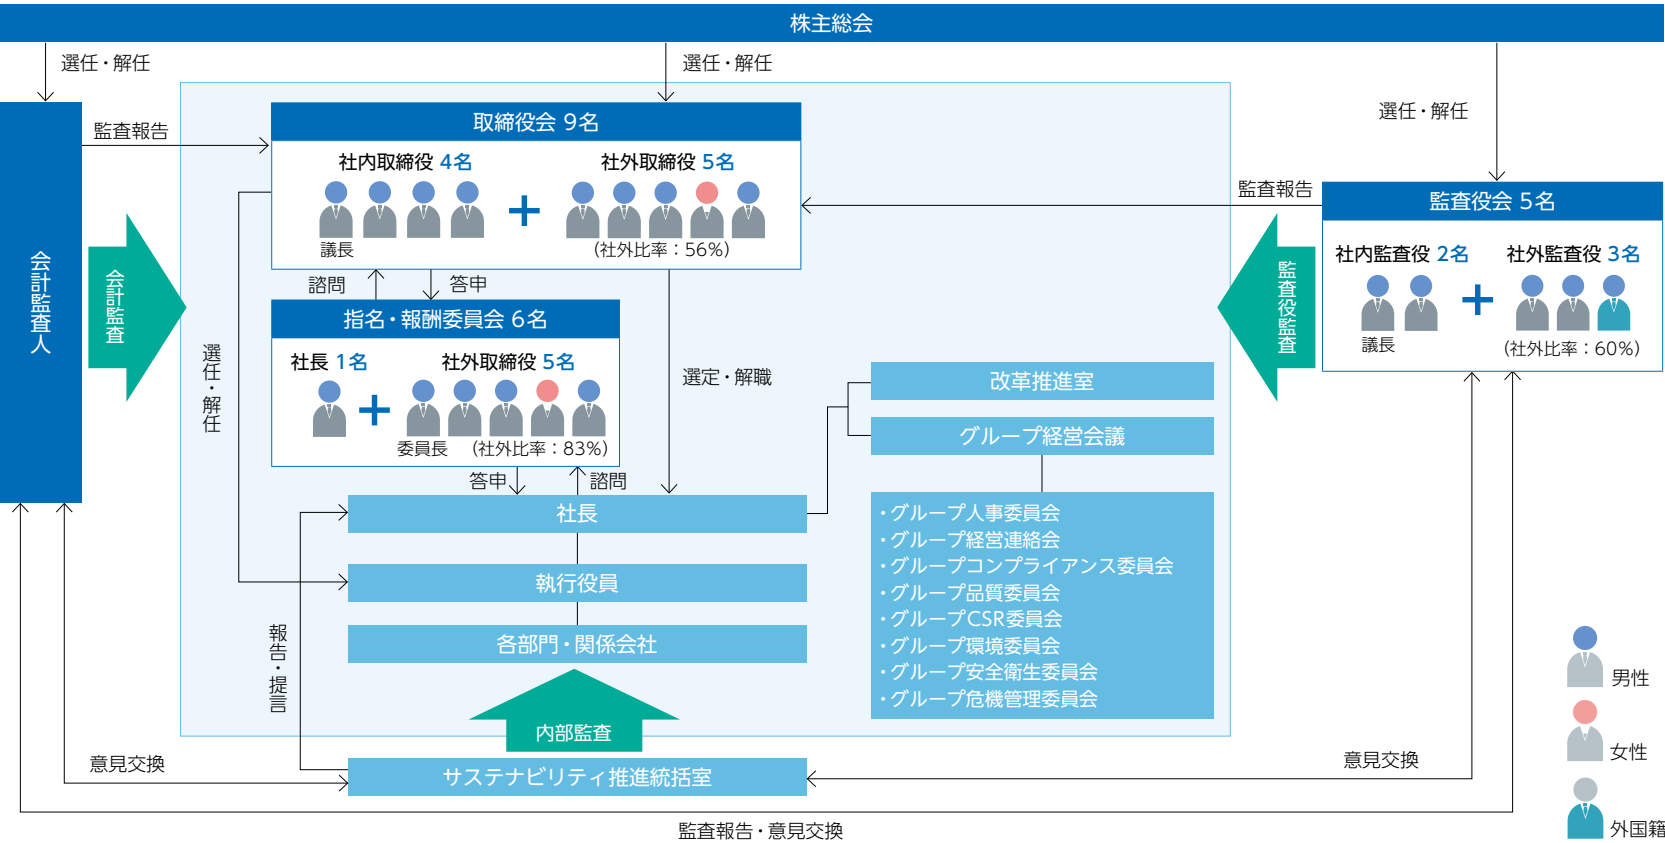 株主総会
選任・解任
選任・解任
選任・解任
会計監査人
監査報告
会計監査
取締役会 9名
社内取締役 4名
社外取締役 5名
議長
(社外比率：56%)
監査報告
監査役監査
監査役会 5名
社内監査役 2名
社外監査役 3名
議長
(社外比率：60%)
諮問
答申
指名・報酬委員会 6名
社長 1名
社外取締役 5名
委員長
(社外比率：83%)
選任・解任
選定・解職
答申
諮問
社長
執行役員
各部門・関係会社
改革推進室
グループ経営会議
・グループ人事委員会
・グループ経営連絡会
・グループコンプライアンス委員会
・グループ品質委員会
・グループCSR委員会
・グループ環境委員会
・グループ安全衛生委員会
・グループ危機管理委員会
報告・提言
内部監査
サステナビリティ推進統括室
意見交換
意見交換
監査報告・意見交換
男性
女性
外国籍